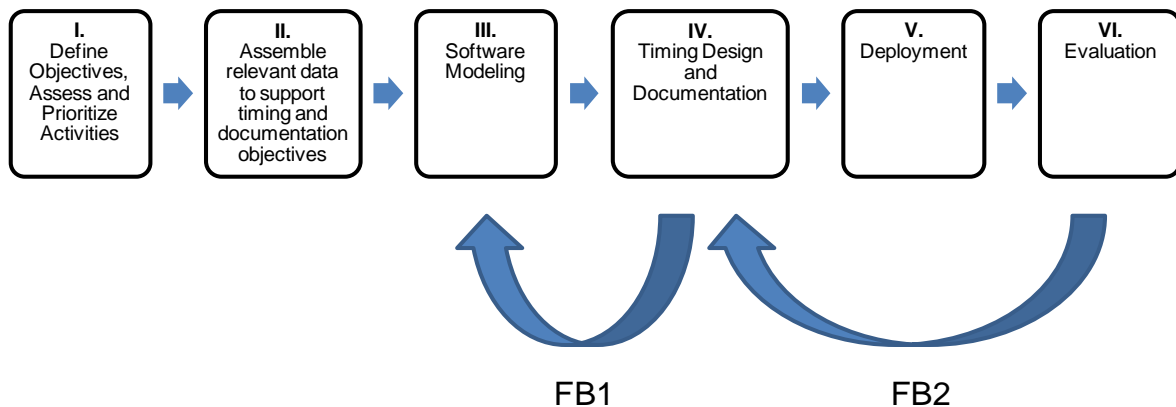 I.
Define
Objectives,
Assess and
Prioritize
Activities
II.
Assemble
relevant data
to support
timing and
documentation
objectives
III.
Software
Modeling
IV.
Timing Design
and
Documentation
V.
Deployment
VI.
Evaluation
FB1
FB2